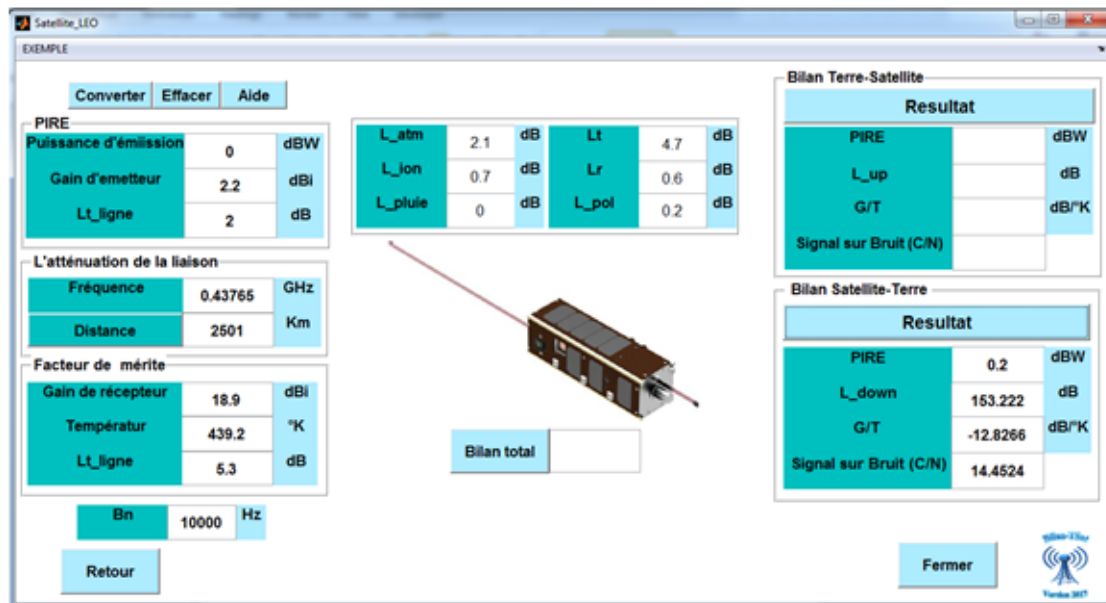 Satellite_LEO
EXEMPLE
Converter Effacer Aide
PIRE
Puissance d'émiission 0 dBW
Gain d'emetteur 2.2 dBi
Lt_ligne 2 dB
L'atténuation de la liaison
Fréquence 0.43765 GHz
Distance 2501 Km
Facteur de mérite
Gain de récepteur 18.9 dBi
Températur 439.2 °K
Lt_ligne 5.3 dB
Bn 10000 Hz
Retour
L_atm 2.1 dB Lt 4.7 dB
L_ion 0.7 dB Lr 0.6 dB
L_pluie 0 dB L_pol 0.2 dB
Bilan total
Bilan Terre-Satellite
Resultat
PIRE dBW
L_up dB
G/T dB/°K
Signal sur Bruit (C/N)
Bilan Satellite-Terre
Resultat
PIRE 0.2 dBW
L_down 153.222 dB
G/T -12.8266 dB/°K
Signal sur Bruit (C/N) 14.4524
Fermer
Bilan-TSat
Version 2017